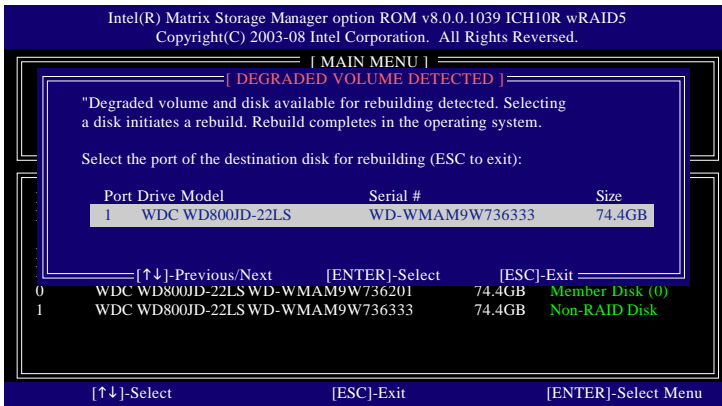 Intel(R) Matrix Storage Manager option ROM v8.0.0.1039 ICH10R wRAID5
Copyright(C) 2003-08 Intel Corporation. All Rights Reversed.
[ MAIN MENU ]
[ DEGRADED VOLUME DETECTED ]
"Degraded volume and disk available for rebuilding detected. Selecting
a disk initiates a rebuild. Rebuild completes in the operating system.
Select the port of the destination disk for rebuilding (ESC to exit):
Port Drive Model Serial # Size
1 WDC WD800JD-22LS WD-WMAM9W736333 74.4GB
[↑↓]-Previous/Next [ENTER]-Select [ESC]-Exit
0 WDC WD800JD-22LS WD-WMAM9W736201 74.4GB Member Disk (0)
1 WDC WD800JD-22LS WD-WMAM9W736333 74.4GB Non-RAID Disk
[↑↓]-Select [ESC]-Exit [ENTER]-Select Menu